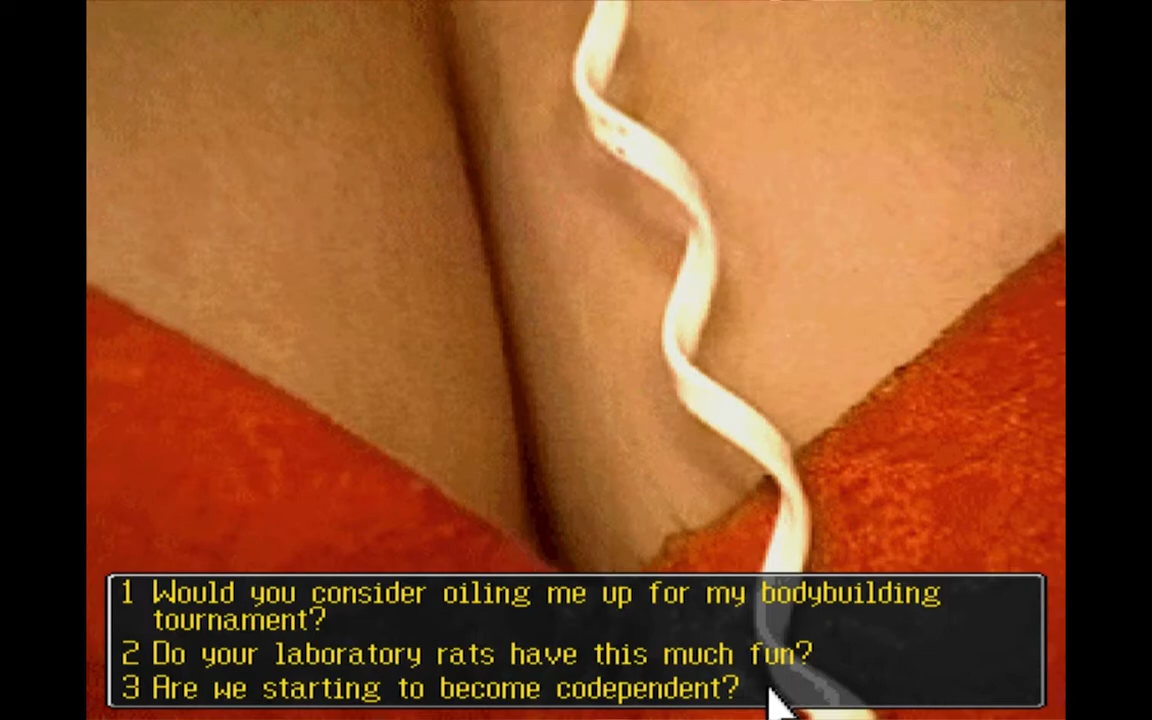 1 Would you consider oiling me up for my bodybuilding
tournament?
2 Do your laboratory rats have this much fun?
3 Are we starting to become codependent?